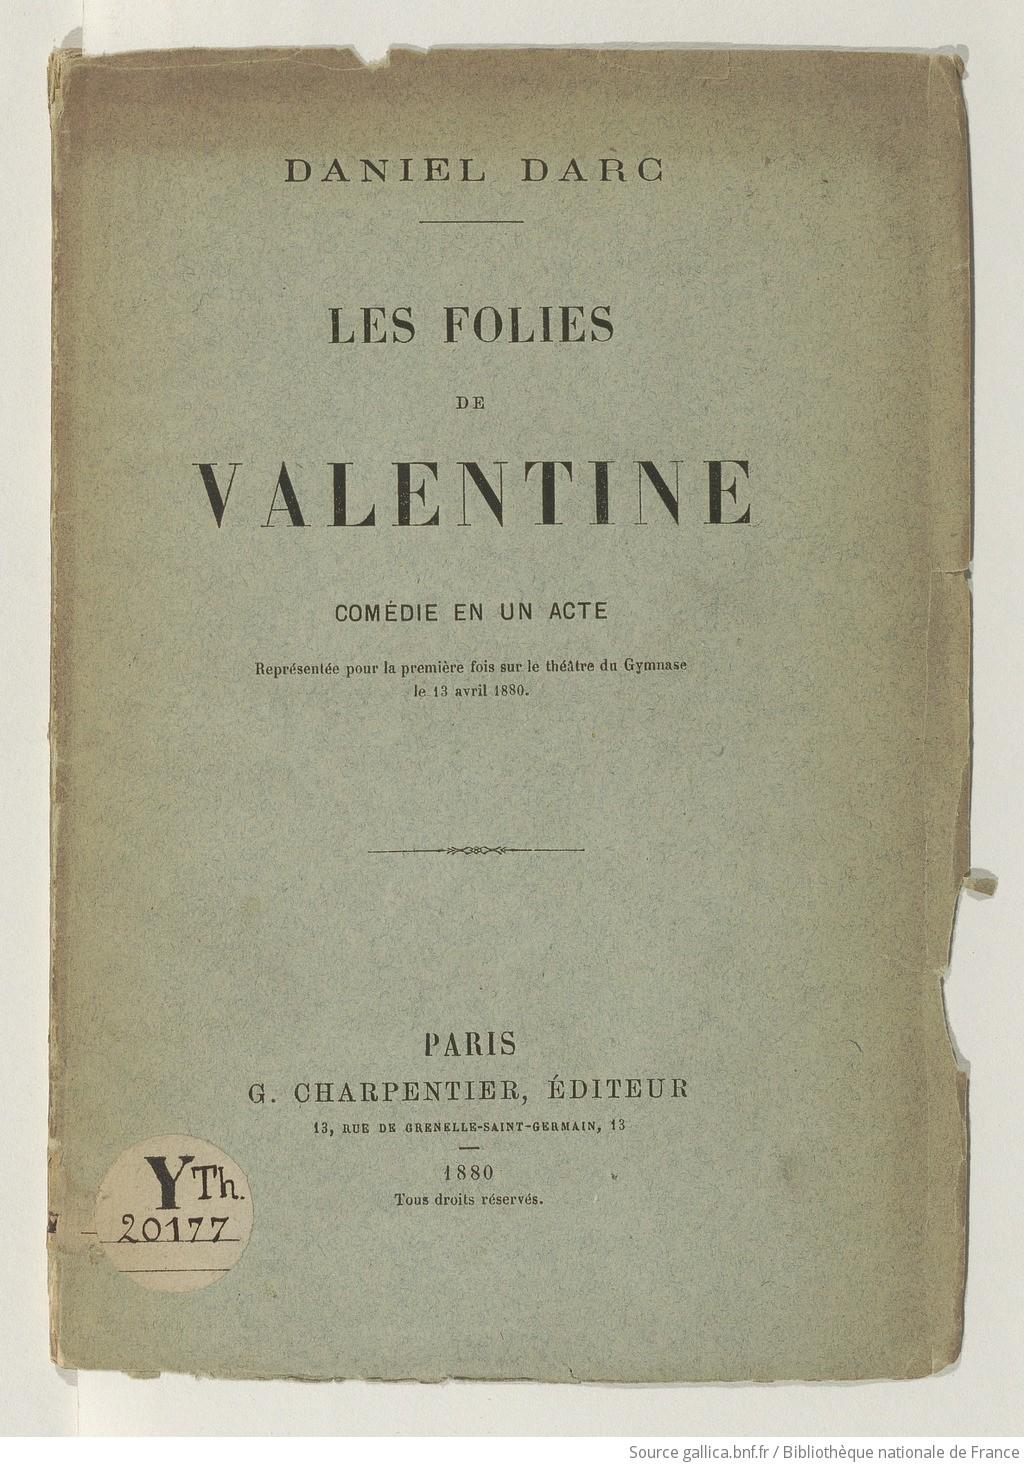 DANIEL DARC
LES FOLIES
DE
VALENTINE
COMÉDIE EN UN ACTE
Représentée pour la première fois sur le théâtre du Gymnase
le 13 avril 1880.
PARIS
G. CHARPENTIER, ÉDITEUR
13, RUE DE GRENELLE-SAINT-GERMAIN, 13
1880
Tous droits réservés.
YTh.
20177
Source gallica.bnf.fr / Bibliothèque nationale de France